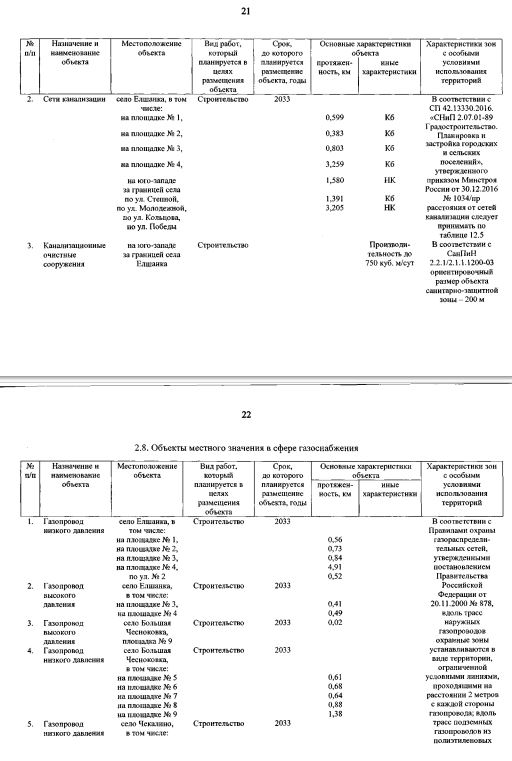 21
№ Назначение и Местоположение Вид работ, Срок, Основные характеристики Характеристики зон
п/п наименование объекта который до которого объекта с особыми
объекта планируется в планируется протяжен- иные условиями
целях размещение ность, км характеристики использования
размещения объекта, годы территорий
объекта
2. Сети канализации село Елшанка, в том Строительство 2033 В соответствии с
числе: СП 42.13330.2016.
на площадке № 1, 0,599 Кб «СНиП 2.07.01-89
Градостроительство.
на площадке № 2, 0,383 Кб Планировка и
на площадке № 3, 0,803 Кб застройка городских
и сельских
на площадке № 4, 3,259 Кб поселений»,
утвержденного
на юго-западе 1,580 НК приказом Минстроя
за границей села России от 30.12.2016
по ул. Степной, 1,391 Кб № 1034/пр
по ул. Молодежной, 3,205 НК расстояния от сетей
по ул. Кольцова, канализации следует
по ул. Победы принимать по
таблице 12.5
3. Канализационные на юго-западе Строительство Производи- В соответствии с
очистные за границей села тельность до СанПиН
сооружения Елшанка 750 куб. м/сут 2.2.1/2.1.1.1200-03
ориентировочный
размер объекта
санитарно-защитной
зоны – 200 м
22
2.8. Объекты местного значения в сфере газоснабжения
№ Назначение и Местоположение Вид работ, Срок, Основные характеристики Характеристики зон
п/п наименование объекта который до которого объекта с особыми
объекта планируется в планируется протяжен- иные условиями
целях размещение ность, км характеристики использования
размещения объекта, годы территорий
объекта
1. Газопровод село Елшанка, в Строительство 2033 В соответствии с
низкого давления том числе: Правилами охраны
на площадке № 1, 0,56 газораспредели-
на площадке № 2, 0,73 тельных сетей,
на площадке № 3, 0,84 утвержденными
на площадке № 4, 4,91 постановлением
по ул. № 2 0,52 Правительства
2. Газопровод село Елшанка, Строительство 2033 Российской
высокого в том числе: Федерации от
давления на площадке № 3, 0,41 20.11.2000 № 878,
на площадке № 4 0,49 вдоль трасс
3. Газопровод село Большая Строительство 2033 0,02 наружных
высокого Чесноковка, газопроводов
давления площадка № 9 охранные зоны
4. Газопровод село Большая Строительство 2033 устанавливаются в
низкого давления Чесноковка, виде территории,
в том числе: ограниченной
на площадке № 5 0,61 условными линиями,
на площадке № 6 0,68 проходящими на
на площадке № 7 0,64 расстоянии 2 метров
на площадке № 8 0,88 с каждой стороны
на площадке № 9 1,38 газопровода; вдоль
5. Газопровод село Чекалино, Строительство 2033 трасс подземных
низкого давления в том числе: газопроводов из
полиэтиленовых